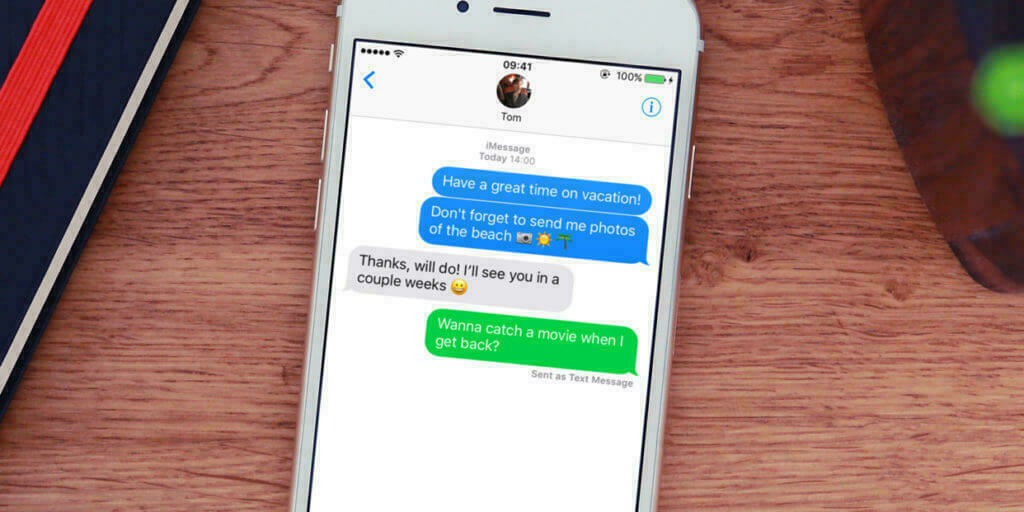 09:41
100%
Tom
iMessage
Today 14:00
Have a great time on vacation!
Don't forget to send me photos
of the beach 📷☀️🌴
Thanks, will do! I'll see you in a
couple weeks 😀
Wanna catch a movie when I
get back?
Sent as Text Message